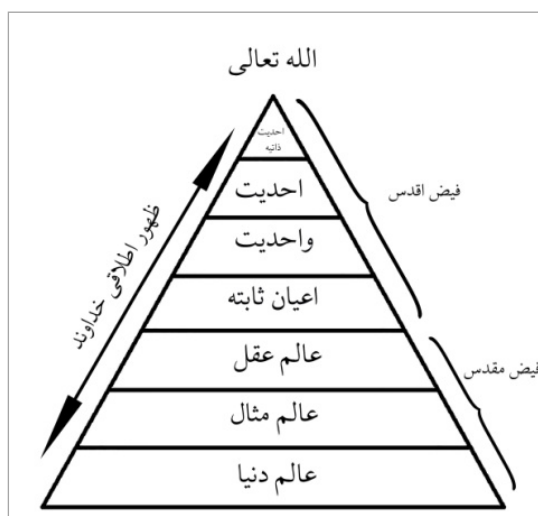 الله تعالی
احدیت
ذاتیه
احدیت
واحدیت
اعیان ثابته
عالم عقل
عالم مثال
عالم دنیا
فیض اقدس
فیض مقدس
ظهور اطلاقی خداوند